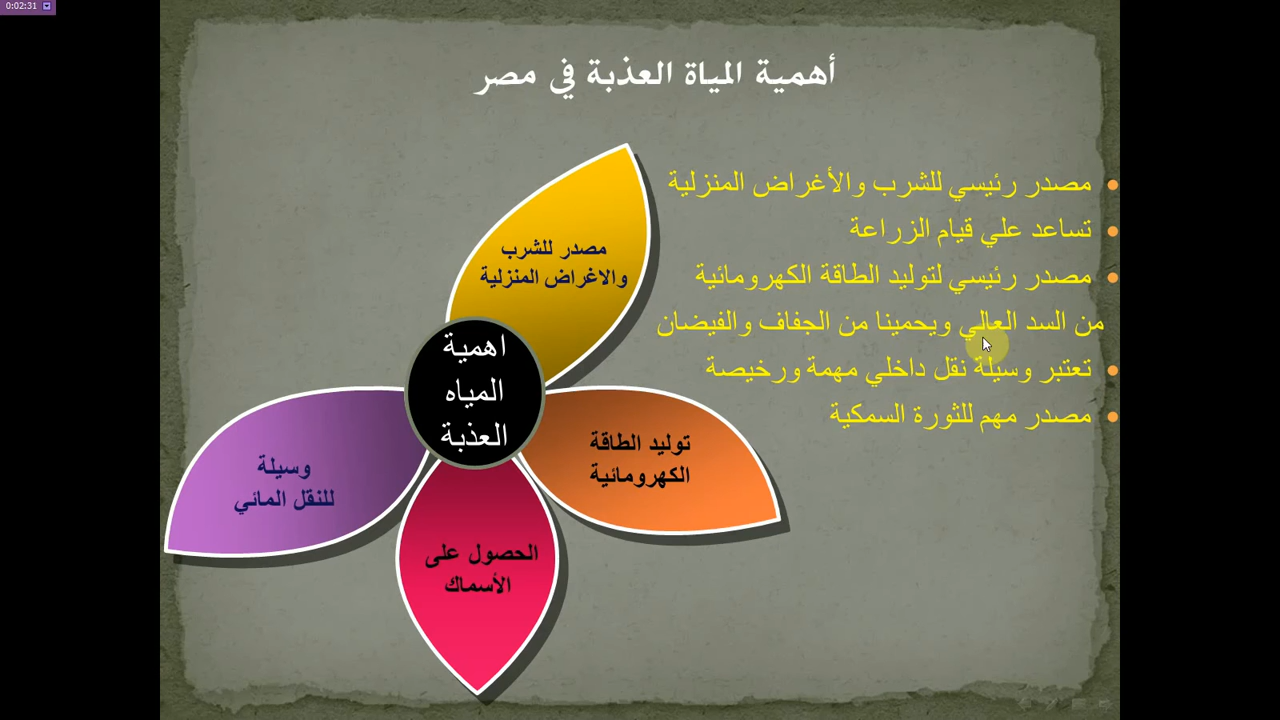 0:02:31
أهمية المياة العذبة في مصر
مصدر رئيسي للشرب والأغراض المنزلية
تساعد علي قيام الزراعة
مصدر رئيسي لتوليد الطاقة الكهرومائية
من السد العالي ويحمينا من الجفاف والفيضان
تعتبر وسيلة نقل داخلي مهمة ورخيصة
مصدر مهم للثورة السمكية
مصدر للشرب
والاغراض المنزلية
اهمية
المياه
العذبة
توليد الطاقة
الكهرومائية
وسيلة
للنقل المائي
الحصول على
الأسماك